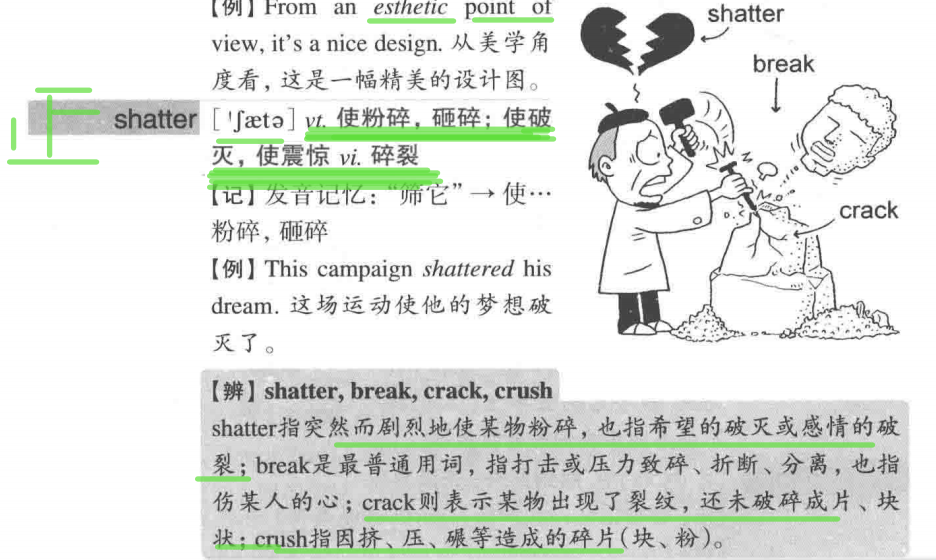 【例】From an esthetic point of
view, it's a nice design. 从美学角
度看，这是一幅精美的设计图。
shatter [ˈʃætə] vt. 使粉碎，砸碎；使破
灭，使震惊 vi. 碎裂
【记】发音记忆：“筛它” → 使…
粉碎，砸碎
【例】This campaign shattered his
dream. 这场运动使他的梦想破
灭了。
shatter
break
crack
【辨】shatter, break, crack, crush
shatter指突然而剧烈地使某物粉碎，也指希望的破灭或感情的破
裂；break是最普通用词，指打击或压力致碎、折断、分离，也指
伤某人的心；crack则表示某物出现了裂纹，还未破碎成片、块
状；crush指因挤、压、碾等造成的碎片(块、粉)。